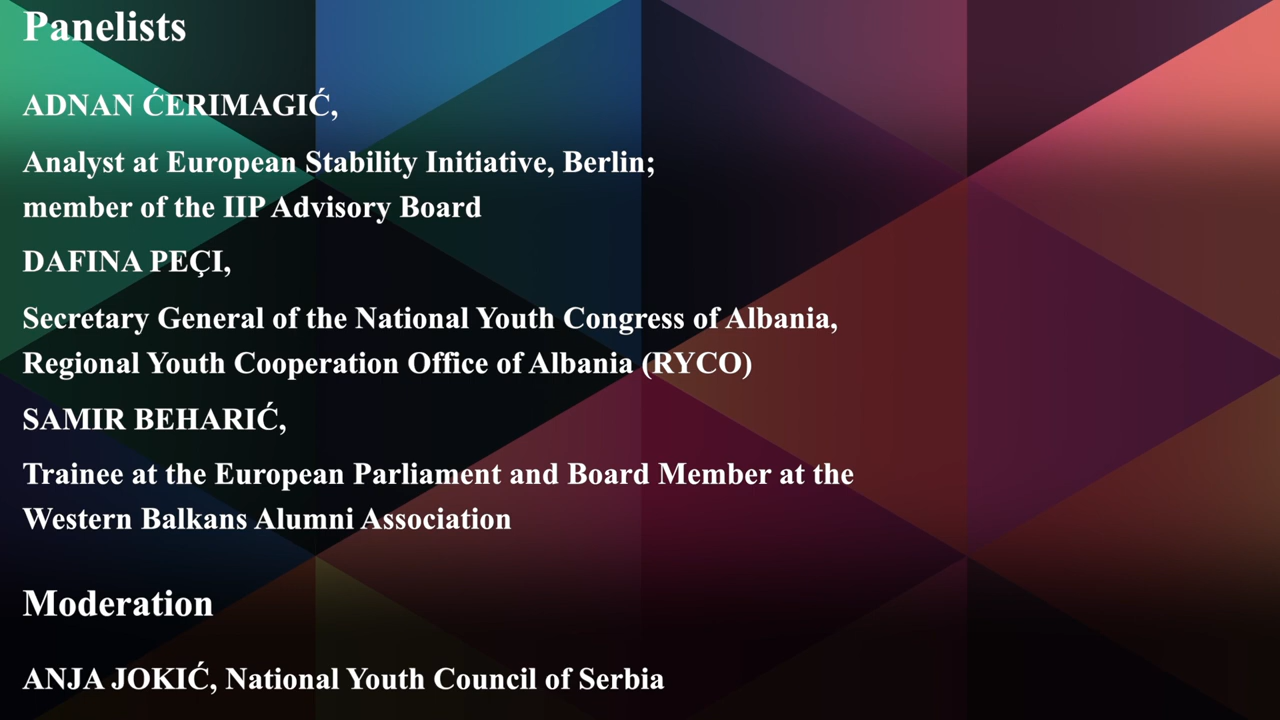 Panelists
ADNAN ĆERIMAGIĆ,
Analyst at European Stability Initiative, Berlin;
member of the IIP Advisory Board
DAFINA PEÇI,
Secretary General of the National Youth Congress of Albania,
Regional Youth Cooperation Office of Albania (RYCO)
SAMIR BEHARIĆ,
Trainee at the European Parliament and Board Member at the
Western Balkans Alumni Association
Moderation
ANJA JOKIĆ, National Youth Council of Serbia